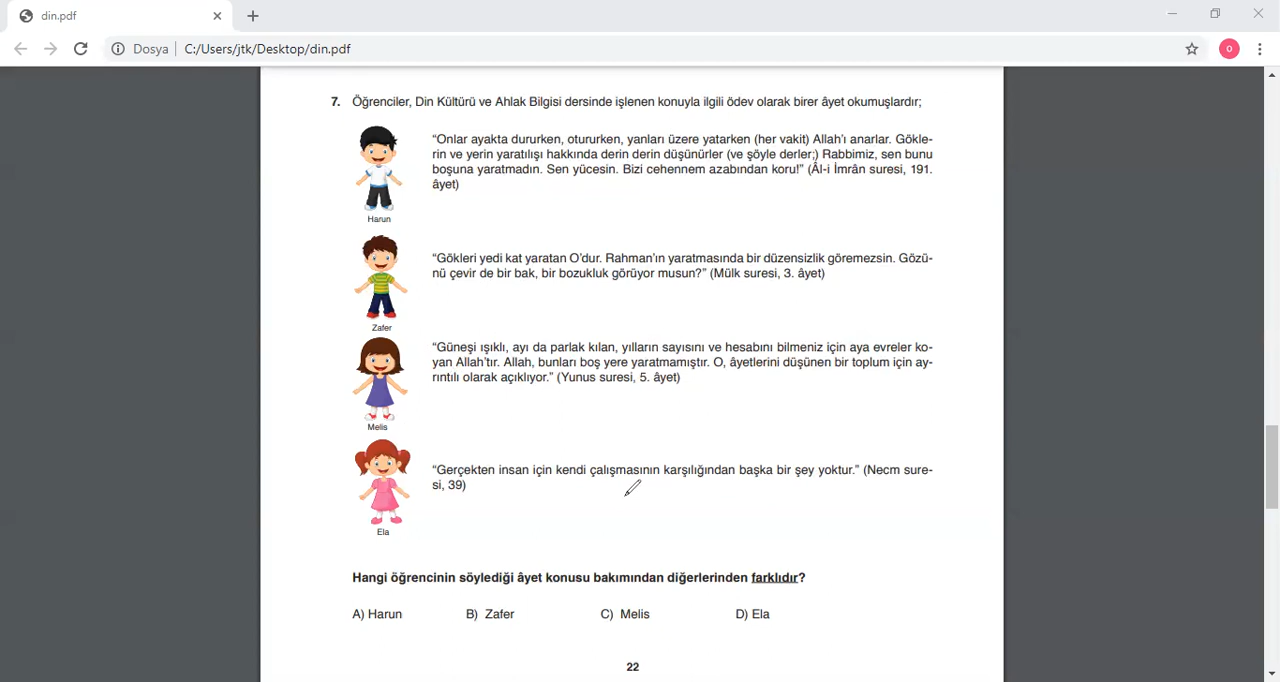 din.pdf
Dosya
C:/Users/jtk/Desktop/din.pdf
O
7. Öğrenciler, Din Kültürü ve Ahlak Bilgisi dersinde işlenen konuyla ilgili ödev olarak birer âyet okumuşlardır;
“Onlar ayakta dururken, otururken, yanları üzere yatarken (her vakit) Allah’ı anarlar. Gökle-
rin ve yerin yaratılışı hakkında derin derin düşünürler (ve şöyle derler;) Rabbimiz, sen bunu
boşuna yaratmadın. Sen yücesin. Bizi cehennem azabından koru!” (Âl-i İmrân suresi, 191.
âyet)
Harun
“Gökleri yedi kat yaratan O’dur. Rahman’ın yaratmasında bir düzensizlik göremezsin. Gözü-
nü çevir de bir bak, bir bozukluk görüyor musun?” (Mülk suresi, 3. âyet)
Zafer
“Güneşi ışıklı, ayı da parlak kılan, yılların sayısını ve hesabını bilmeniz için aya evreler ko-
yan Allah’tır. Allah, bunları boş yere yaratmamıştır. O, âyetlerini düşünen bir toplum için ay-
rıntılı olarak açıklıyor.” (Yunus suresi, 5. âyet)
Melis
“Gerçekten insan için kendi çalışmasının karşılığından başka bir şey yoktur.” (Necm sure-
si, 39)
Ela
Hangi öğrencinin söylediği âyet konusu bakımından diğerlerinden farklıdır?
A) Harun B) Zafer C) Melis D) Ela
22